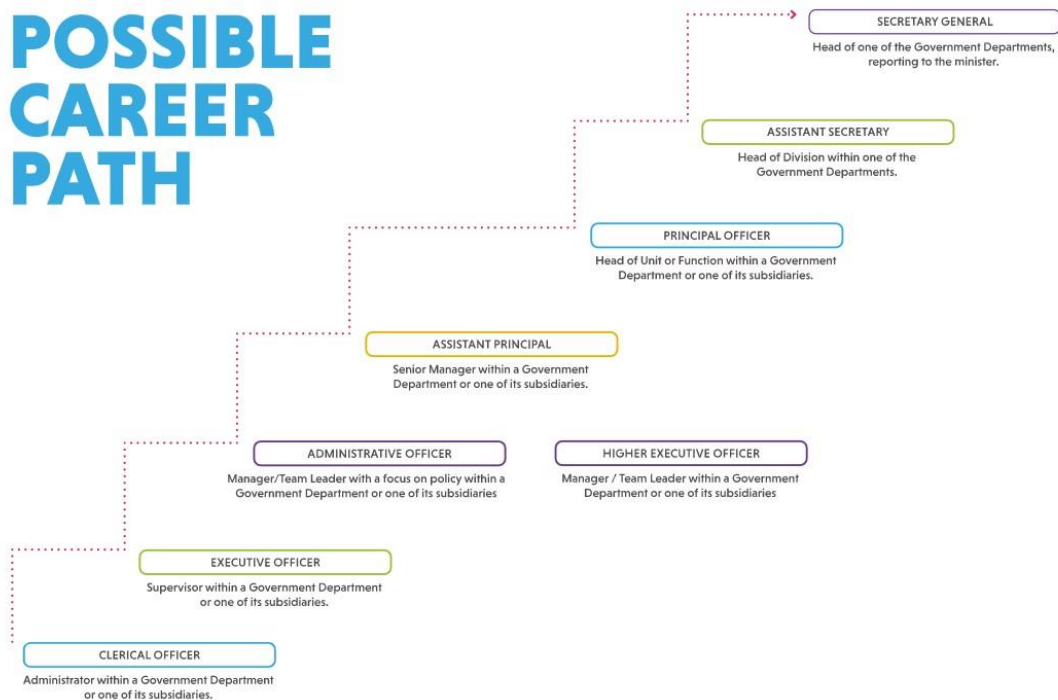 POSSIBLE
CAREER
PATH
SECRETARY GENERAL
Head of one of the Government Departments,
reporting to the minister.
ASSISTANT SECRETARY
Head of Division within one of the
Government Departments.
PRINCIPAL OFFICER
Head of Unit or Function within a Government
Department or one of its subsidiaries.
ASSISTANT PRINCIPAL
Senior Manager within a Government
Department or one of its subsidiaries.
ADMINISTRATIVE OFFICER
Manager/Team Leader with a focus on policy within a
Government Department or one of its subsidiaries
HIGHER EXECUTIVE OFFICER
Manager / Team Leader within a Government
Department or one of its subsidiaries
EXECUTIVE OFFICER
Supervisor within a Government Department
or one of its subsidiaries.
CLERICAL OFFICER
Administrator within a Government Department
or one of its subsidiaries.